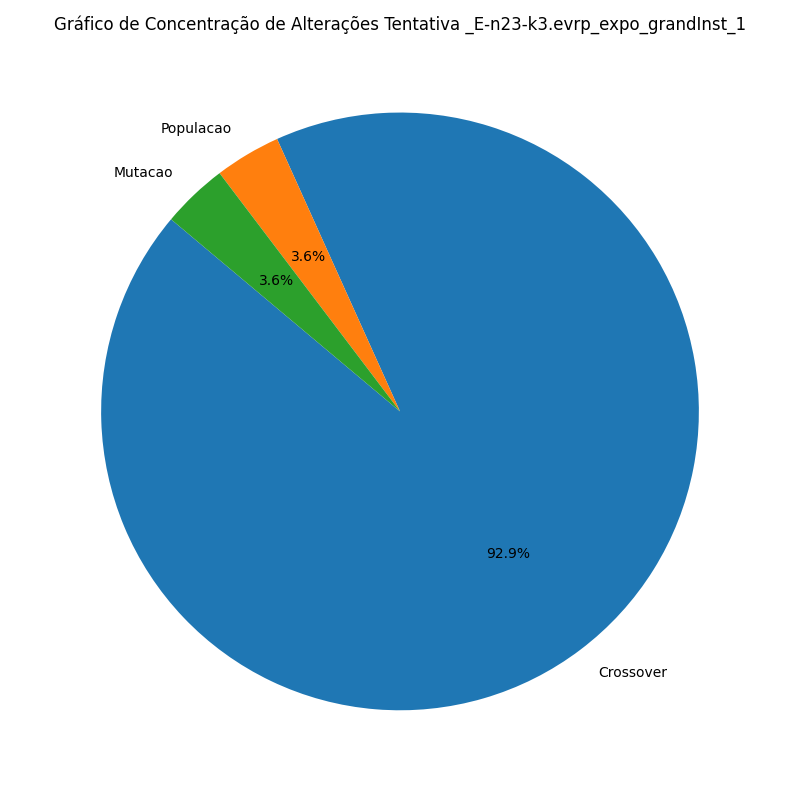 Gráfico de Concentração de Alterações Tentativa _E-n23-k3.evrp_expo_grandInst_1
Populacao
Mutacao
3.6%
3.6%
92.9%
Crossover